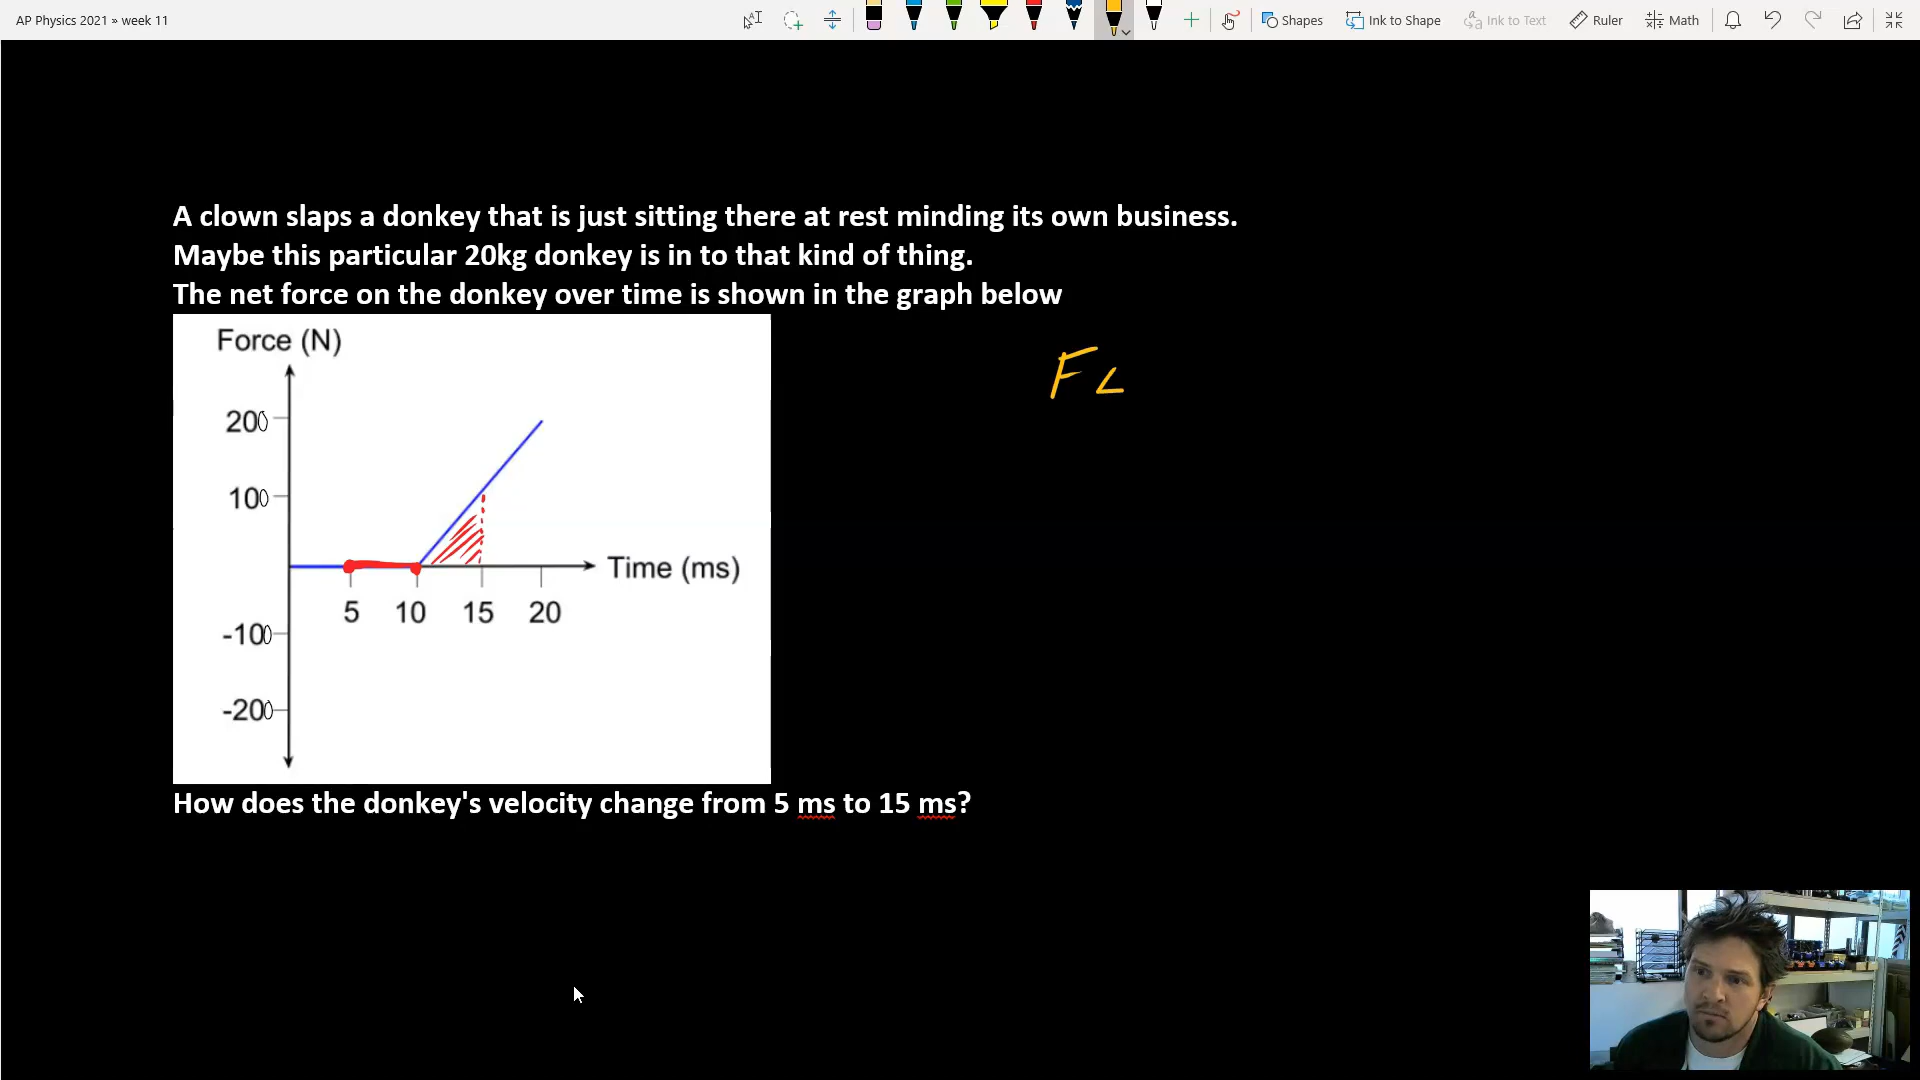 AP Physics 2021 » week 11
Shapes
Ink to Shape
Ink to Text
Ruler
Math
A clown slaps a donkey that is just sitting there at rest minding its own business.
Maybe this particular 20kg donkey is in to that kind of thing.
The net force on the donkey over time is shown in the graph below
Force (N)
200
100
Time (ms)
5 10 15 20
-100
-200
F
How does the donkey's velocity change from 5 ms to 15 ms?